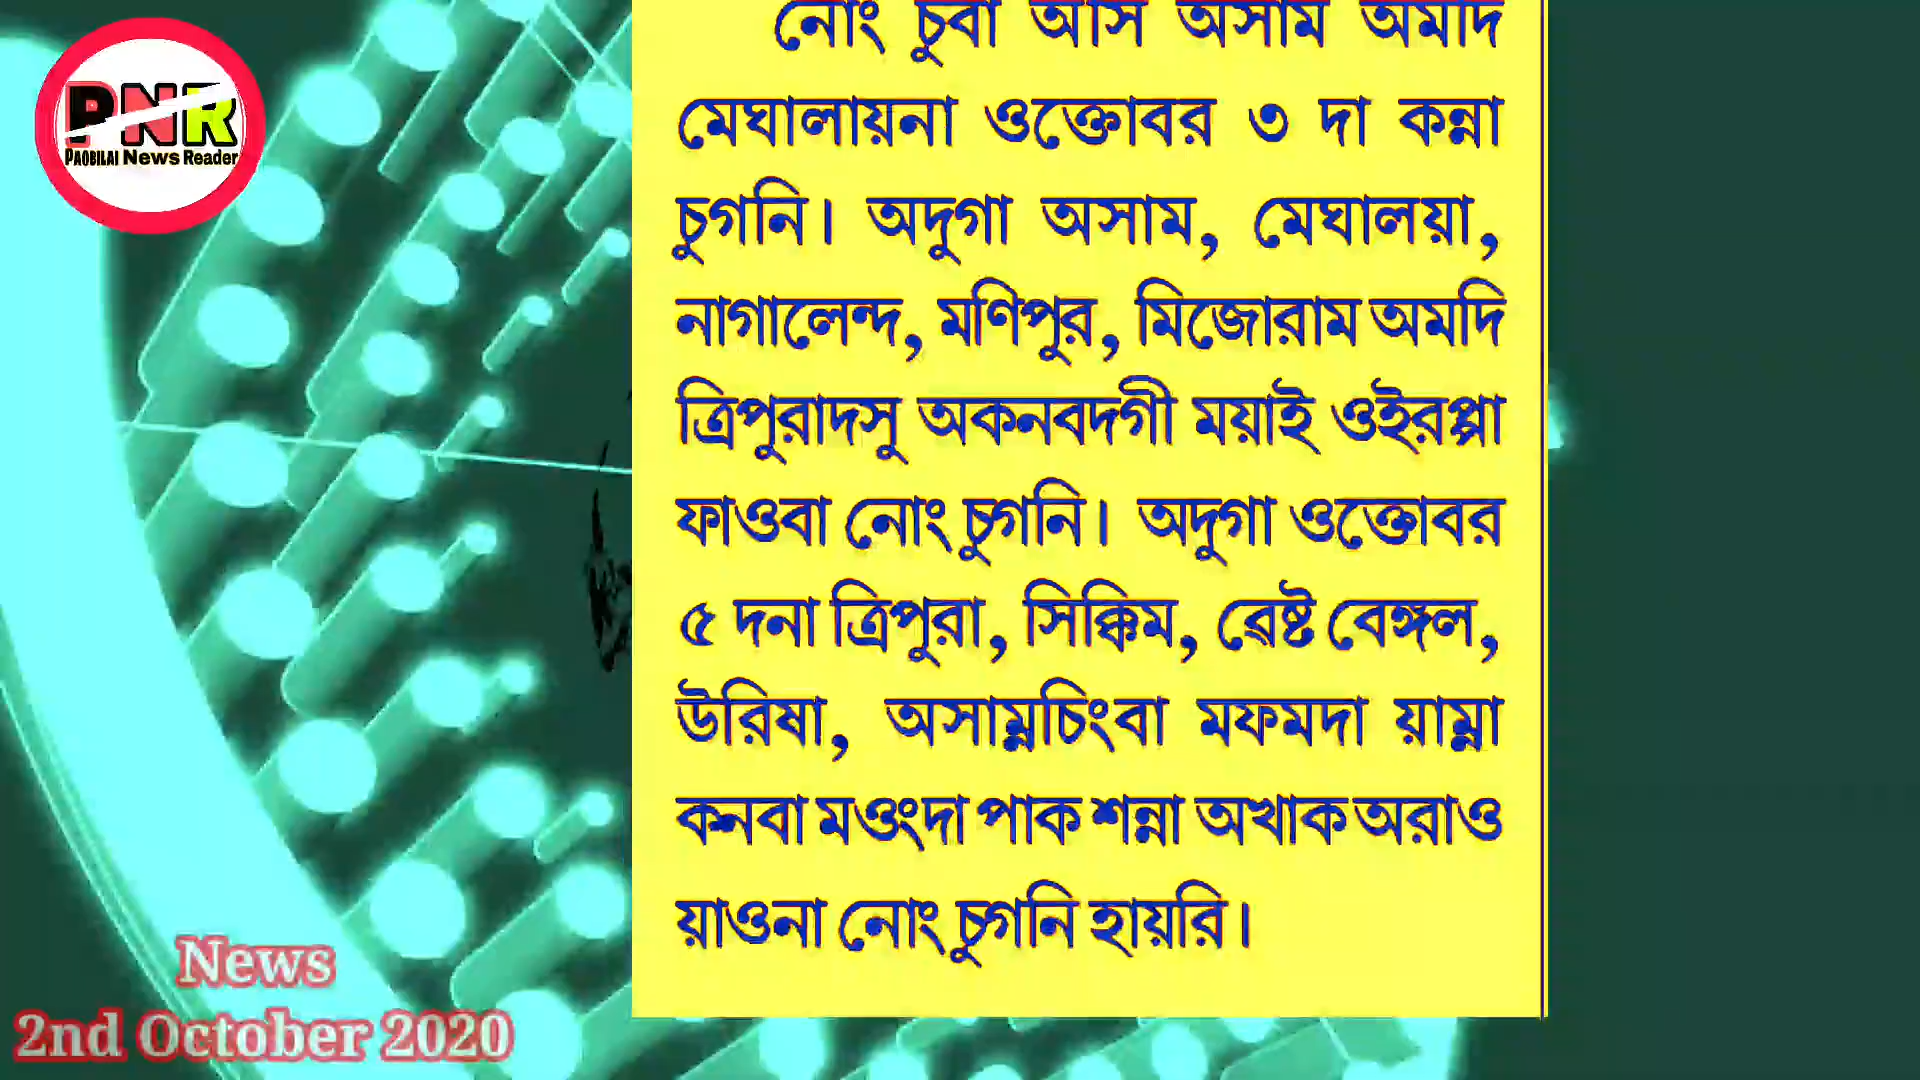 PNR
PAOBILAI News Reader
নোং চুবা অসি অসাম অমদি
মেঘালায়না ওক্তোবর ৩ দা কন্না
চুগনি। অদুগা অসাম, মেঘালয়া,
নাগালেন্দ, মণিপুর, মিজোরাম অমদি
ত্রিপুরাদসু অকনবদগী ময়াই ওইরপ্পা
ফাওবা নোং চুগনি। অদুগা ওক্তোবর
৫ দনা ত্রিপুরা, সিক্কিম, ৱেষ্ট বেঙ্গল,
উরিষা, অসাম্নচিংবা মফমদা য়াম্না
কনবা মওংদা পাক শন্না অখাক অরাও
য়াওনা নোং চুগনি হায়রি।
News
2nd October 2020